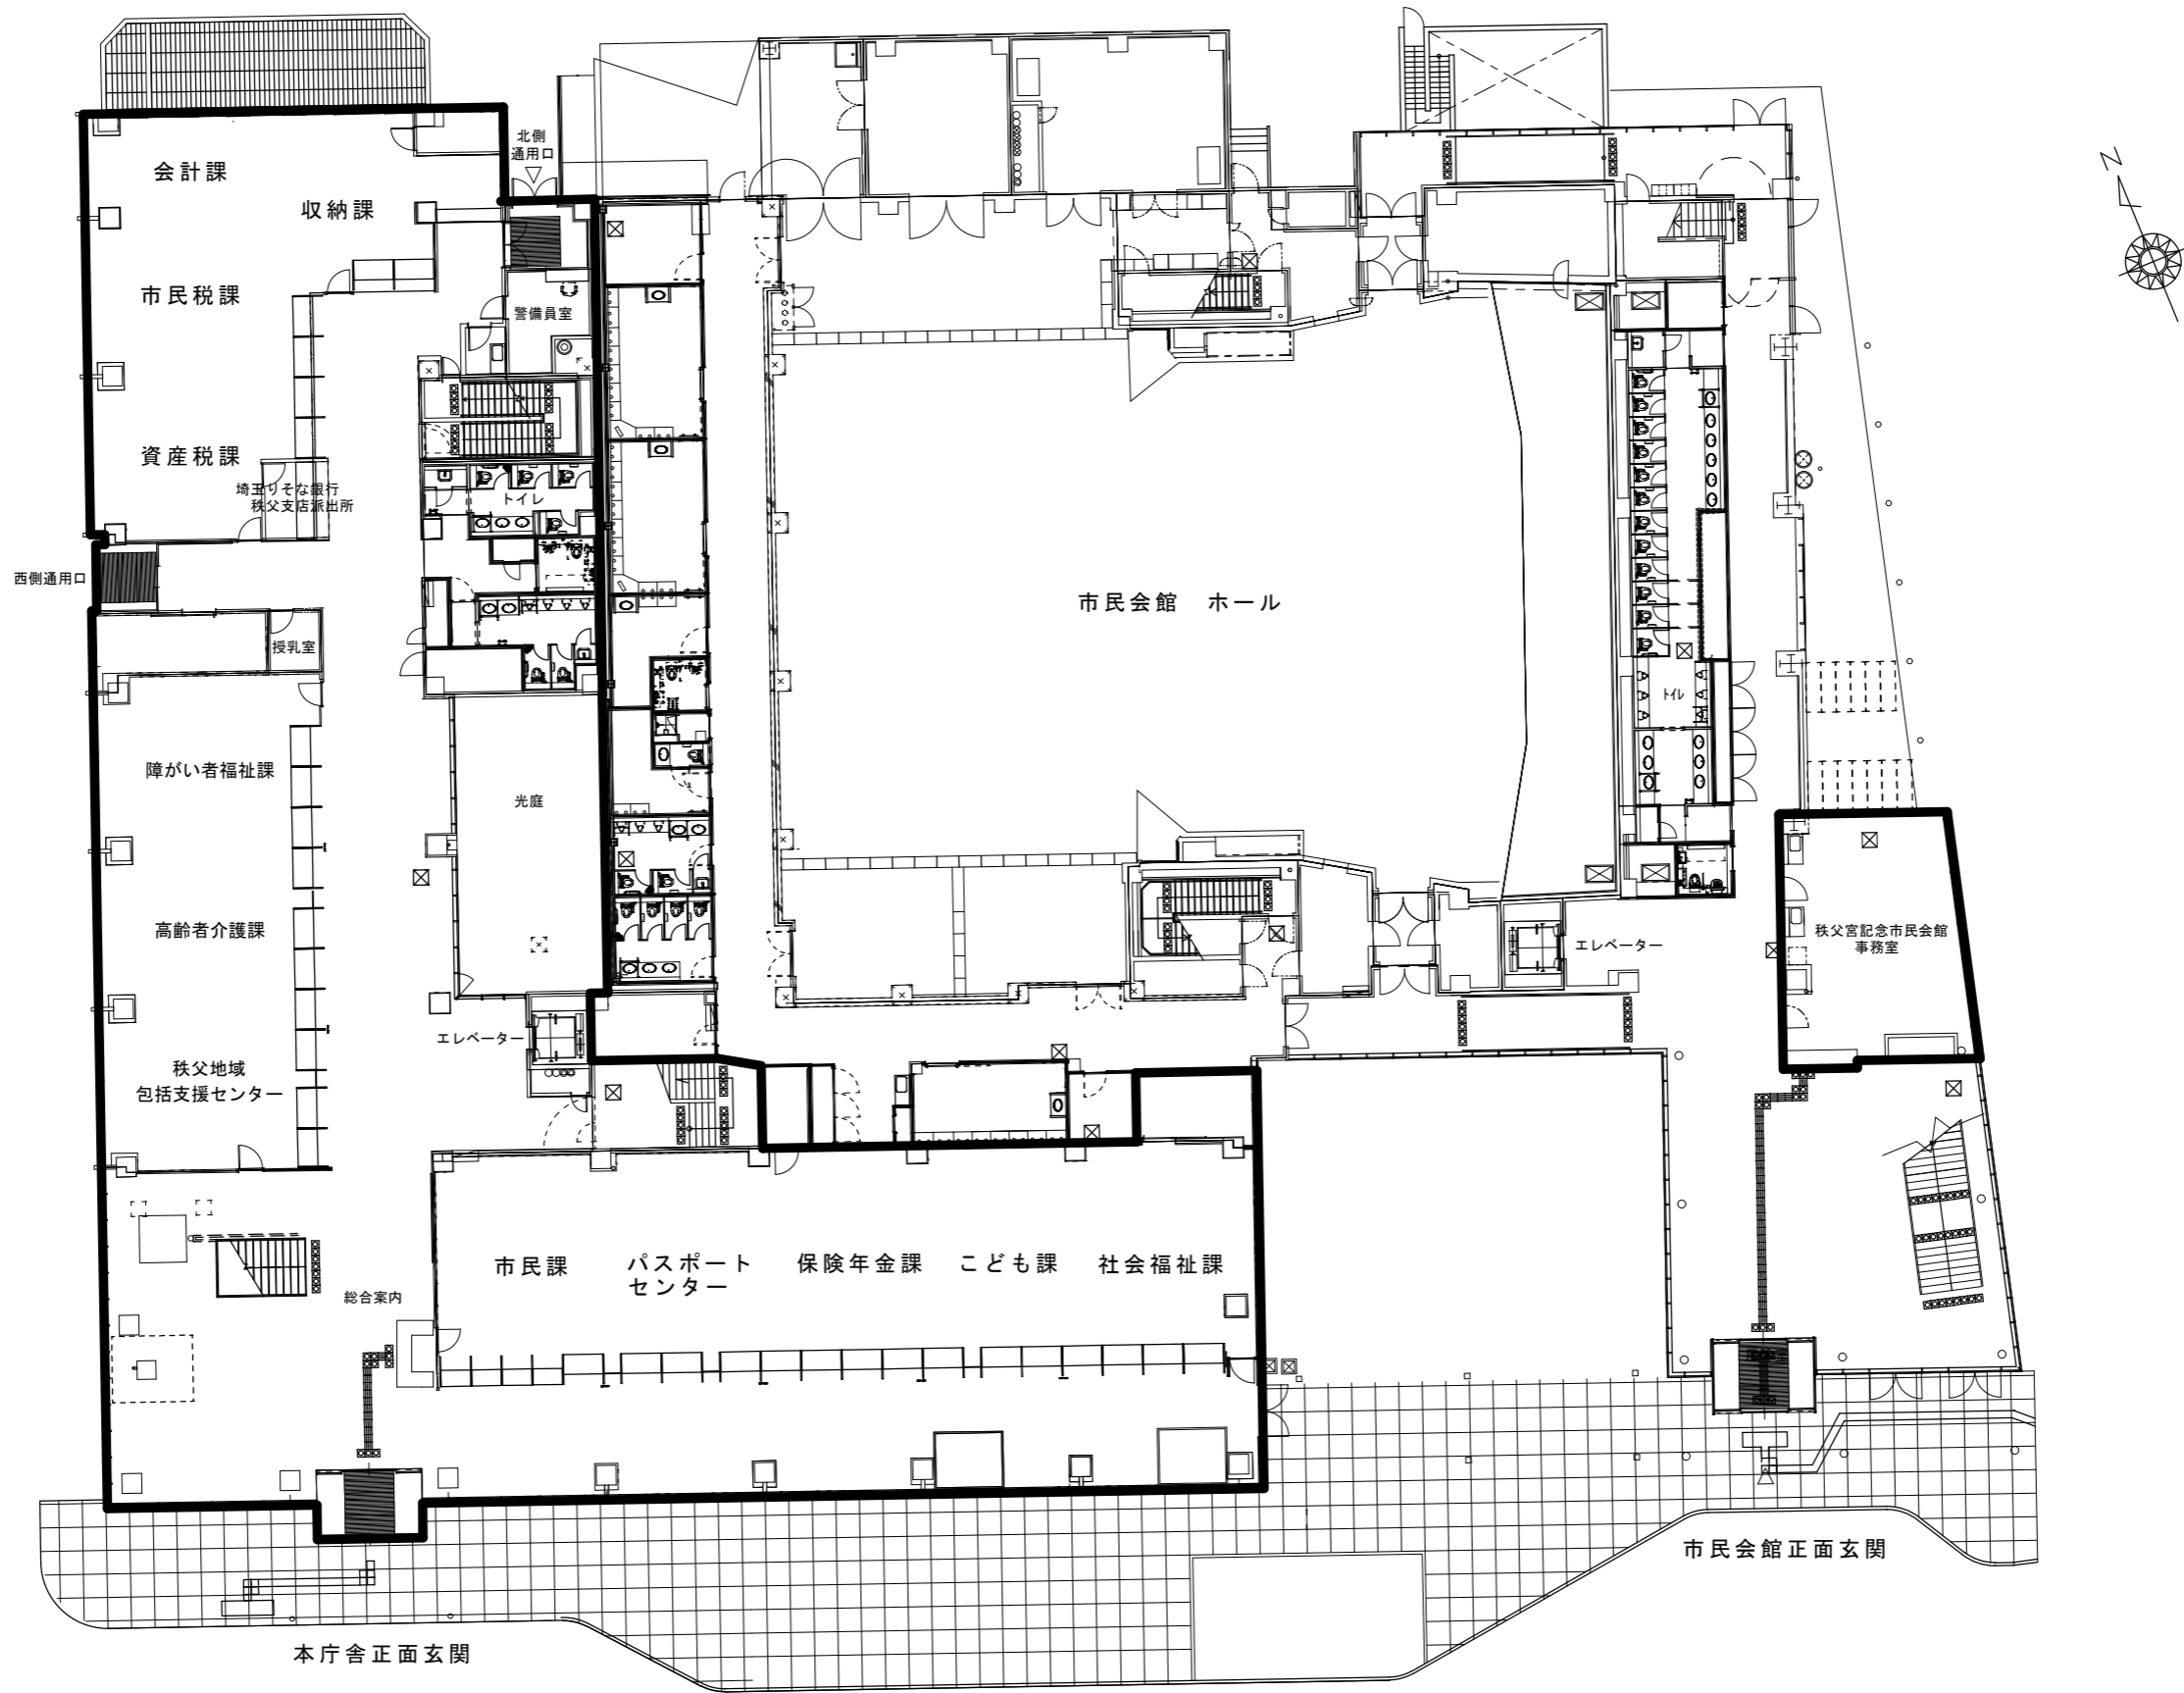 北側
通用口
会計課
収納課
N
市民税課
警備員室
資産税課
埼玉りそな銀行
秩父支店派出所
トイレ
西側通用口
市民会館 ホール
授乳室
トイレ
障がい者福祉課
光庭
高齢者介護課
秩父宮記念市民会館
事務室
エレベーター
エレベーター
秩父地域
包括支援センター
市民課
パスポート
センター
保険年金課
こども課
社会福祉課
総合案内
市民会館正面玄関
本庁舎正面玄関